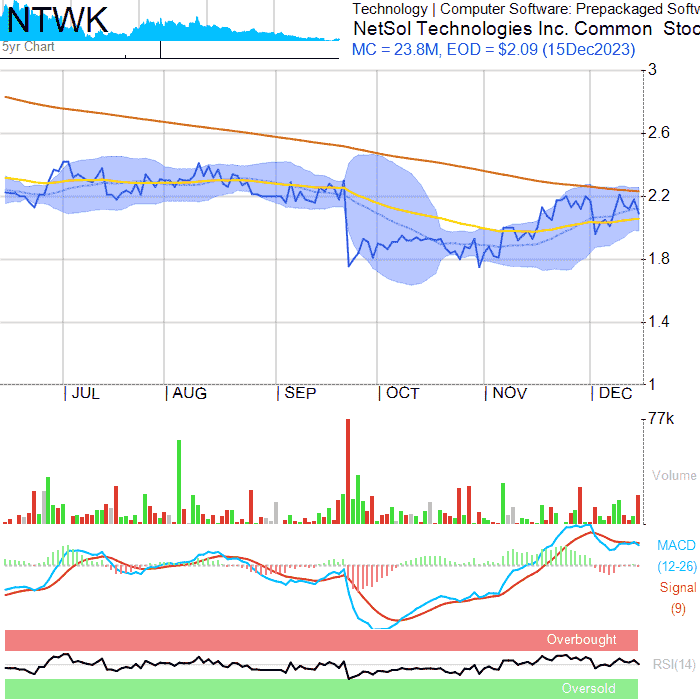 NTWK
5yr Chart
Technology | Computer Software: Prepackaged Softw
NetSol Technologies Inc. Common Stoc
MC = 23.8M, EOD = $2.09 (15Dec2023)
3
2.6
2.2
1.8
1.4
1
JUL
AUG
SEP
OCT
NOV
DEC
77k
Volume
MACD
(12-26)
Signal
(9)
Overbought
RSI(14)
Oversold